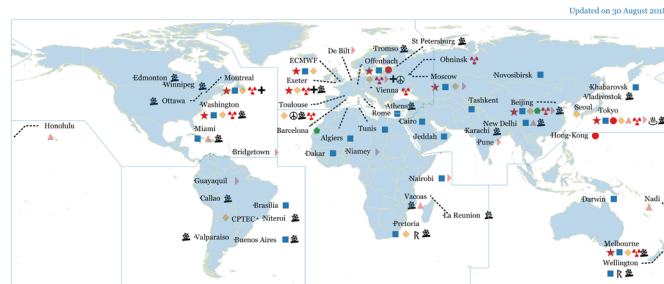 Updated on 30 August 2018
St Petersburg
De Bilt
Tromso
ECMWF
Offenbach
Obninsk
Edmonton
Montreal
Exeter
Moscow
Novosibirsk
Winnipeg
Vienna
Khabarovsk
Ottawa
Toulouse
Tashkent
Beijing
Vladivostok
Washington
Athens
Seoul
Tokyo
Rome
Honolulu
Miami
Barcelona
Tunis
Cairo
Karachi
New Delhi
Algiers
Jeddah
Pune
Hong-Kong
Bridgetown
Dakar
Niamey
Guayaquil
Nairobi
Callao
Brasilia
Vacoas
Darwin
Nadi
CPTEC
Niteroi
La Reunion
Pretoria
Valparaiso
Buenos Aires
R
Melbourne
Wellington
R